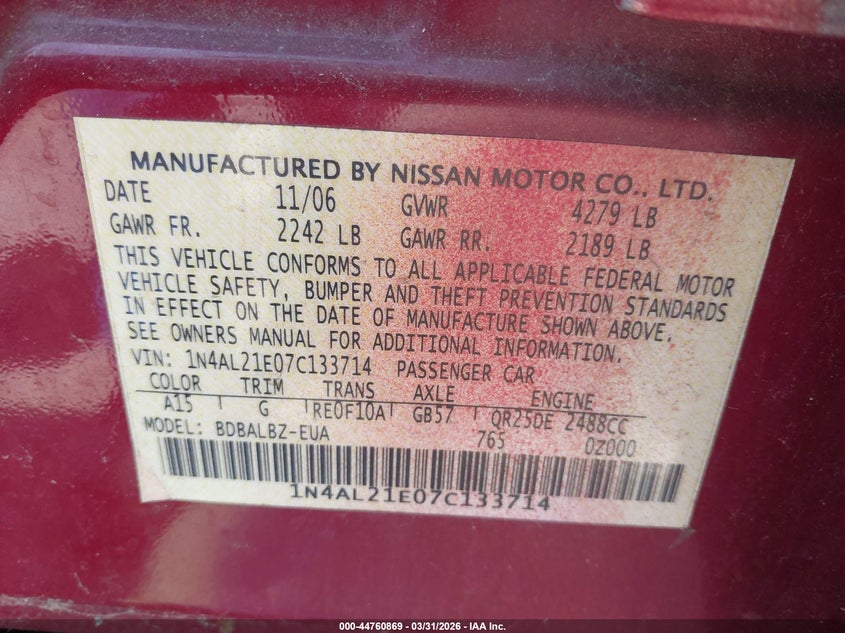 MANUFACTURED BY NISSAN MOTOR CO., LTD.
DATE 11/06 GVWR 4279 LB
GAWR FR. 2242 LB GAWR RR. 2189 LB
THIS VEHICLE CONFORMS TO ALL APPLICABLE FEDERAL MOTOR
VEHICLE SAFETY, BUMPER AND THEFT PREVENTION STANDARDS
IN EFFECT ON THE DATE OF MANUFACTURE SHOWN ABOVE.
SEE OWNERS MANUAL FOR ADDITIONAL INFORMATION.
VIN: 1N4AL21E07C133714 PASSENGER CAR
COLOR TRIM TRANS AXLE ENGINE
A15 G RE0F10A GB57 QR25DE 2488CC
MODEL: BDBALBZ-EUA 765 0Z000
1N4AL21E07C133714
000-44760869 | 03/31/2026 - IAA Inc.